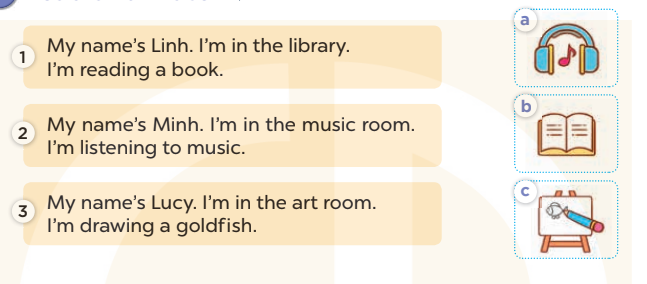 1
My name's Linh. I'm in the library.
I'm reading a book.
2
My name's Minh. I'm in the music room.
I'm listening to music.
3
My name's Lucy. I'm in the art room.
I'm drawing a goldfish.
a
b
c